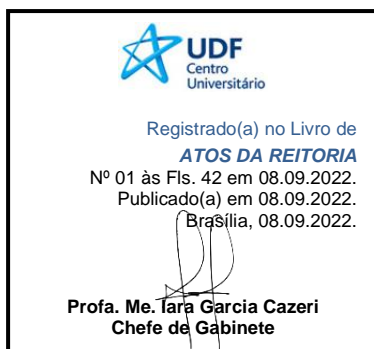 UDF
Centro
Universitário
Registrado(a) no Livro de
ATOS DA REITORIA
Nº 01 às Fls. 42 em 08.09.2022.
Publicado(a) em 08.09.2022.
Brasília, 08.09.2022.
Profa. Me. Iara Garcia Cazeri
Chefe de Gabinete